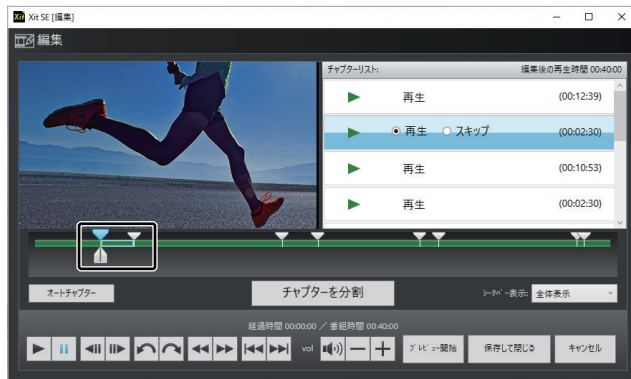 Xit Xit SE [編集]
編集
チャプターリスト: 編集後の再生時間 00:40:00
再生 (00:12:39)
再生 スキップ (00:02:30)
再生 (00:10:53)
再生 (00:02:30)
オートチャプター チャプターを分割 シークバー表示: 全体表示
経過時間 00:00:00 / 番組時間 00:40:00
vol プレビュー開始 保存して閉じる キャンセル